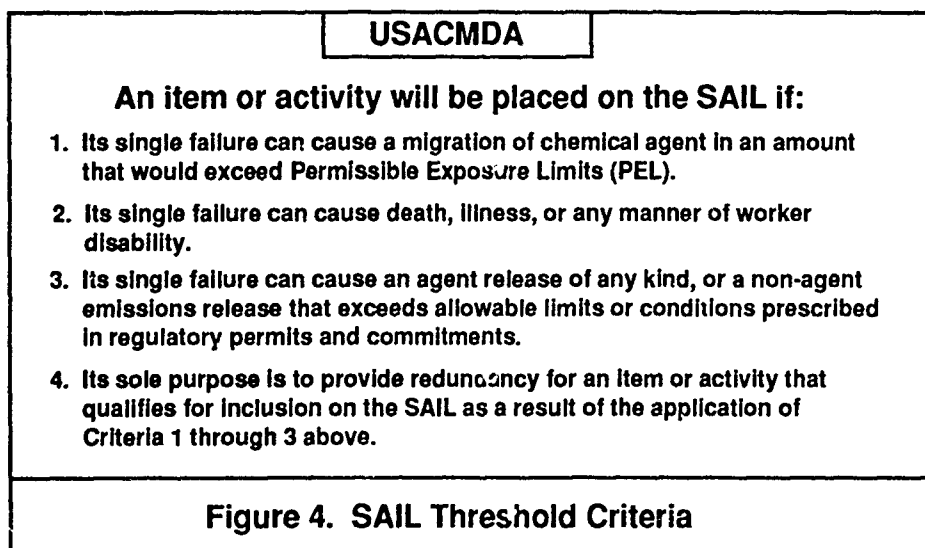 USACMDA
An item or activity will be placed on the SAIL if:
1. Its single failure can cause a migration of chemical agent in an amount
that would exceed Permissible Exposure Limits (PEL).
2. Its single failure can cause death, illness, or any manner of worker
disability.
3. Its single failure can cause an agent release of any kind, or a non-agent
emissions release that exceeds allowable limits or conditions prescribed
in regulatory permits and commitments.
4. Its sole purpose is to provide redundancy for an item or activity that
qualifies for inclusion on the SAIL as a result of the application of
Criteria 1 through 3 above.
Figure 4. SAIL Threshold Criteria